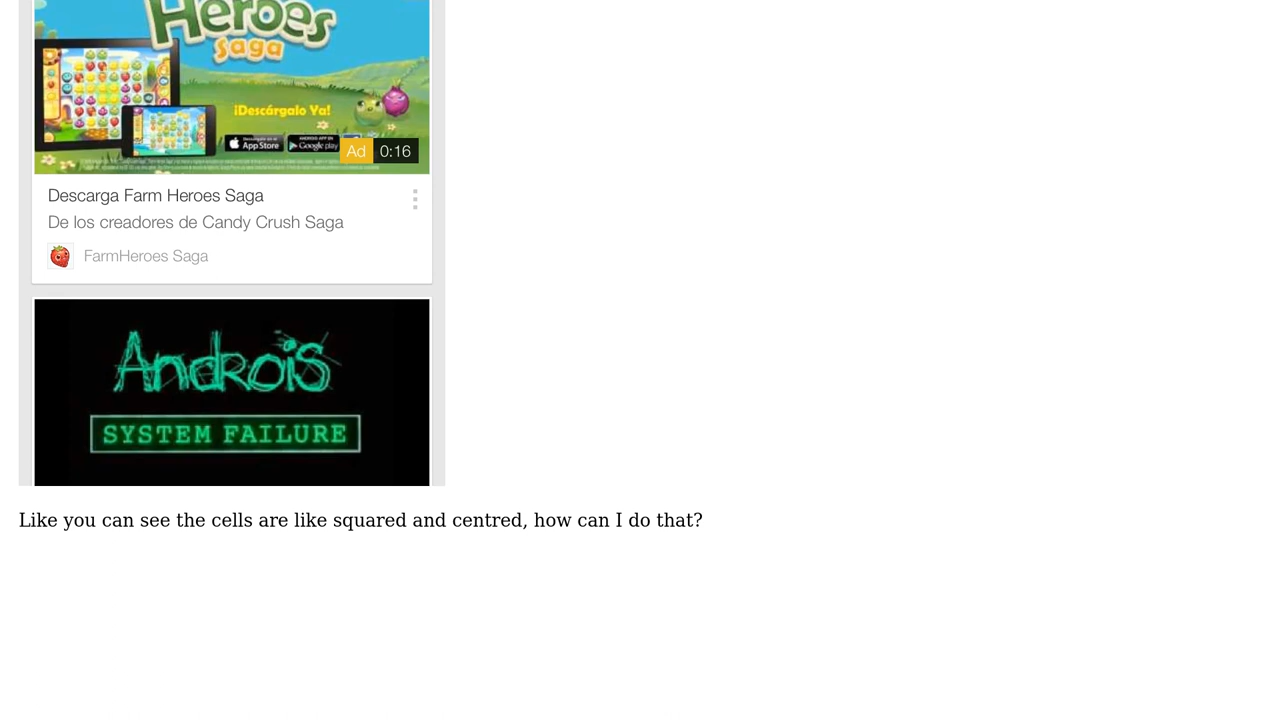 Heroes
Saga
¡Descárgalo Ya!
App Store
Google play
Ad 0:16
Descarga Farm Heroes Saga
De los creadores de Candy Crush Saga
FarmHeroes Saga
Androis
SYSTEM FAILURE
Like you can see the cells are like squared and centred, how can I do that?